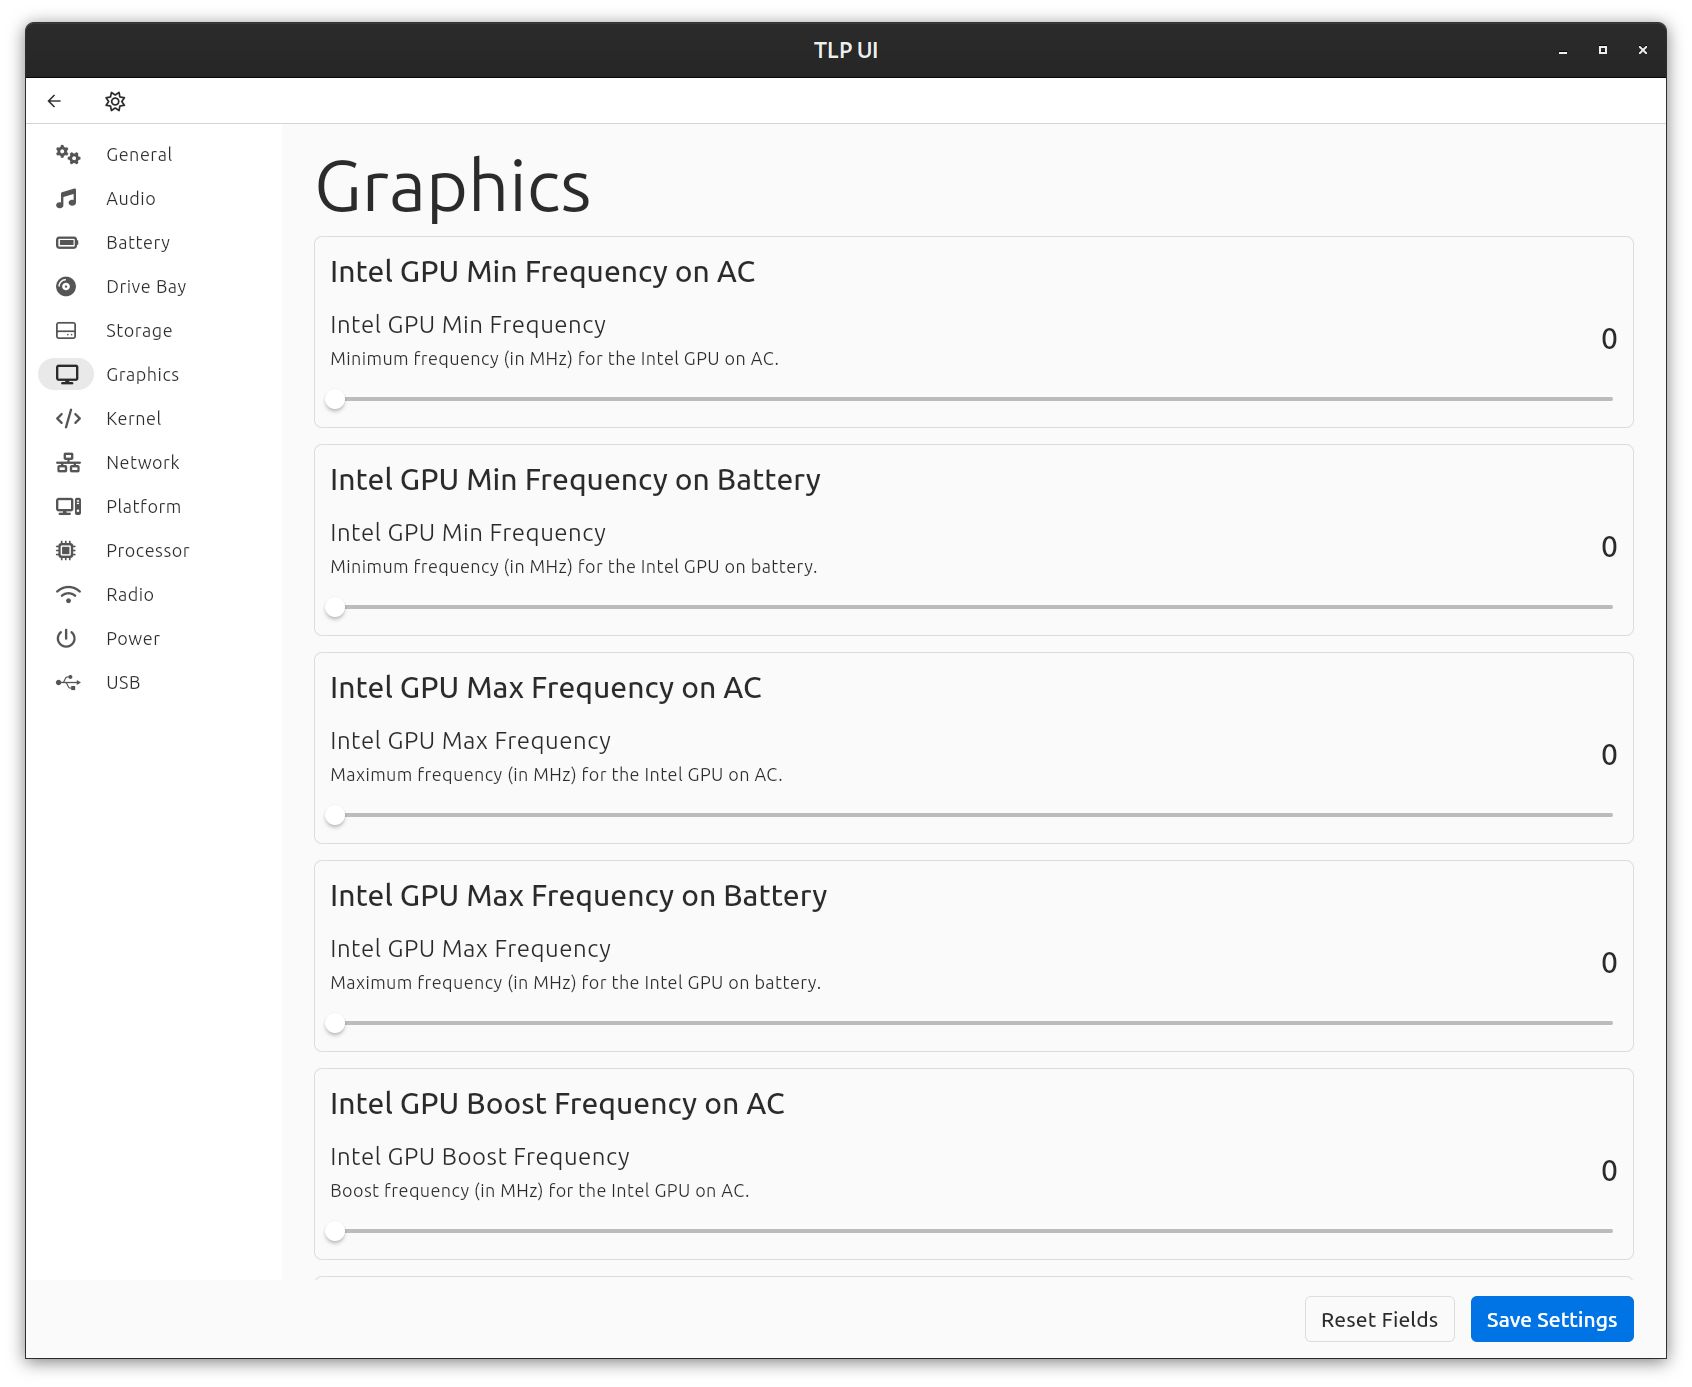 TLP UI
General
Audio
Battery
Drive Bay
Storage
Graphics
Kernel
Network
Platform
Processor
Radio
Power
USB
Graphics
Intel GPU Min Frequency on AC
Intel GPU Min Frequency
Minimum frequency (in MHz) for the Intel GPU on AC.
0
Intel GPU Min Frequency on Battery
Intel GPU Min Frequency
Minimum frequency (in MHz) for the Intel GPU on battery.
0
Intel GPU Max Frequency on AC
Intel GPU Max Frequency
Maximum frequency (in MHz) for the Intel GPU on AC.
0
Intel GPU Max Frequency on Battery
Intel GPU Max Frequency
Maximum frequency (in MHz) for the Intel GPU on battery.
0
Intel GPU Boost Frequency on AC
Intel GPU Boost Frequency
Boost frequency (in MHz) for the Intel GPU on AC.
0
Reset Fields
Save Settings